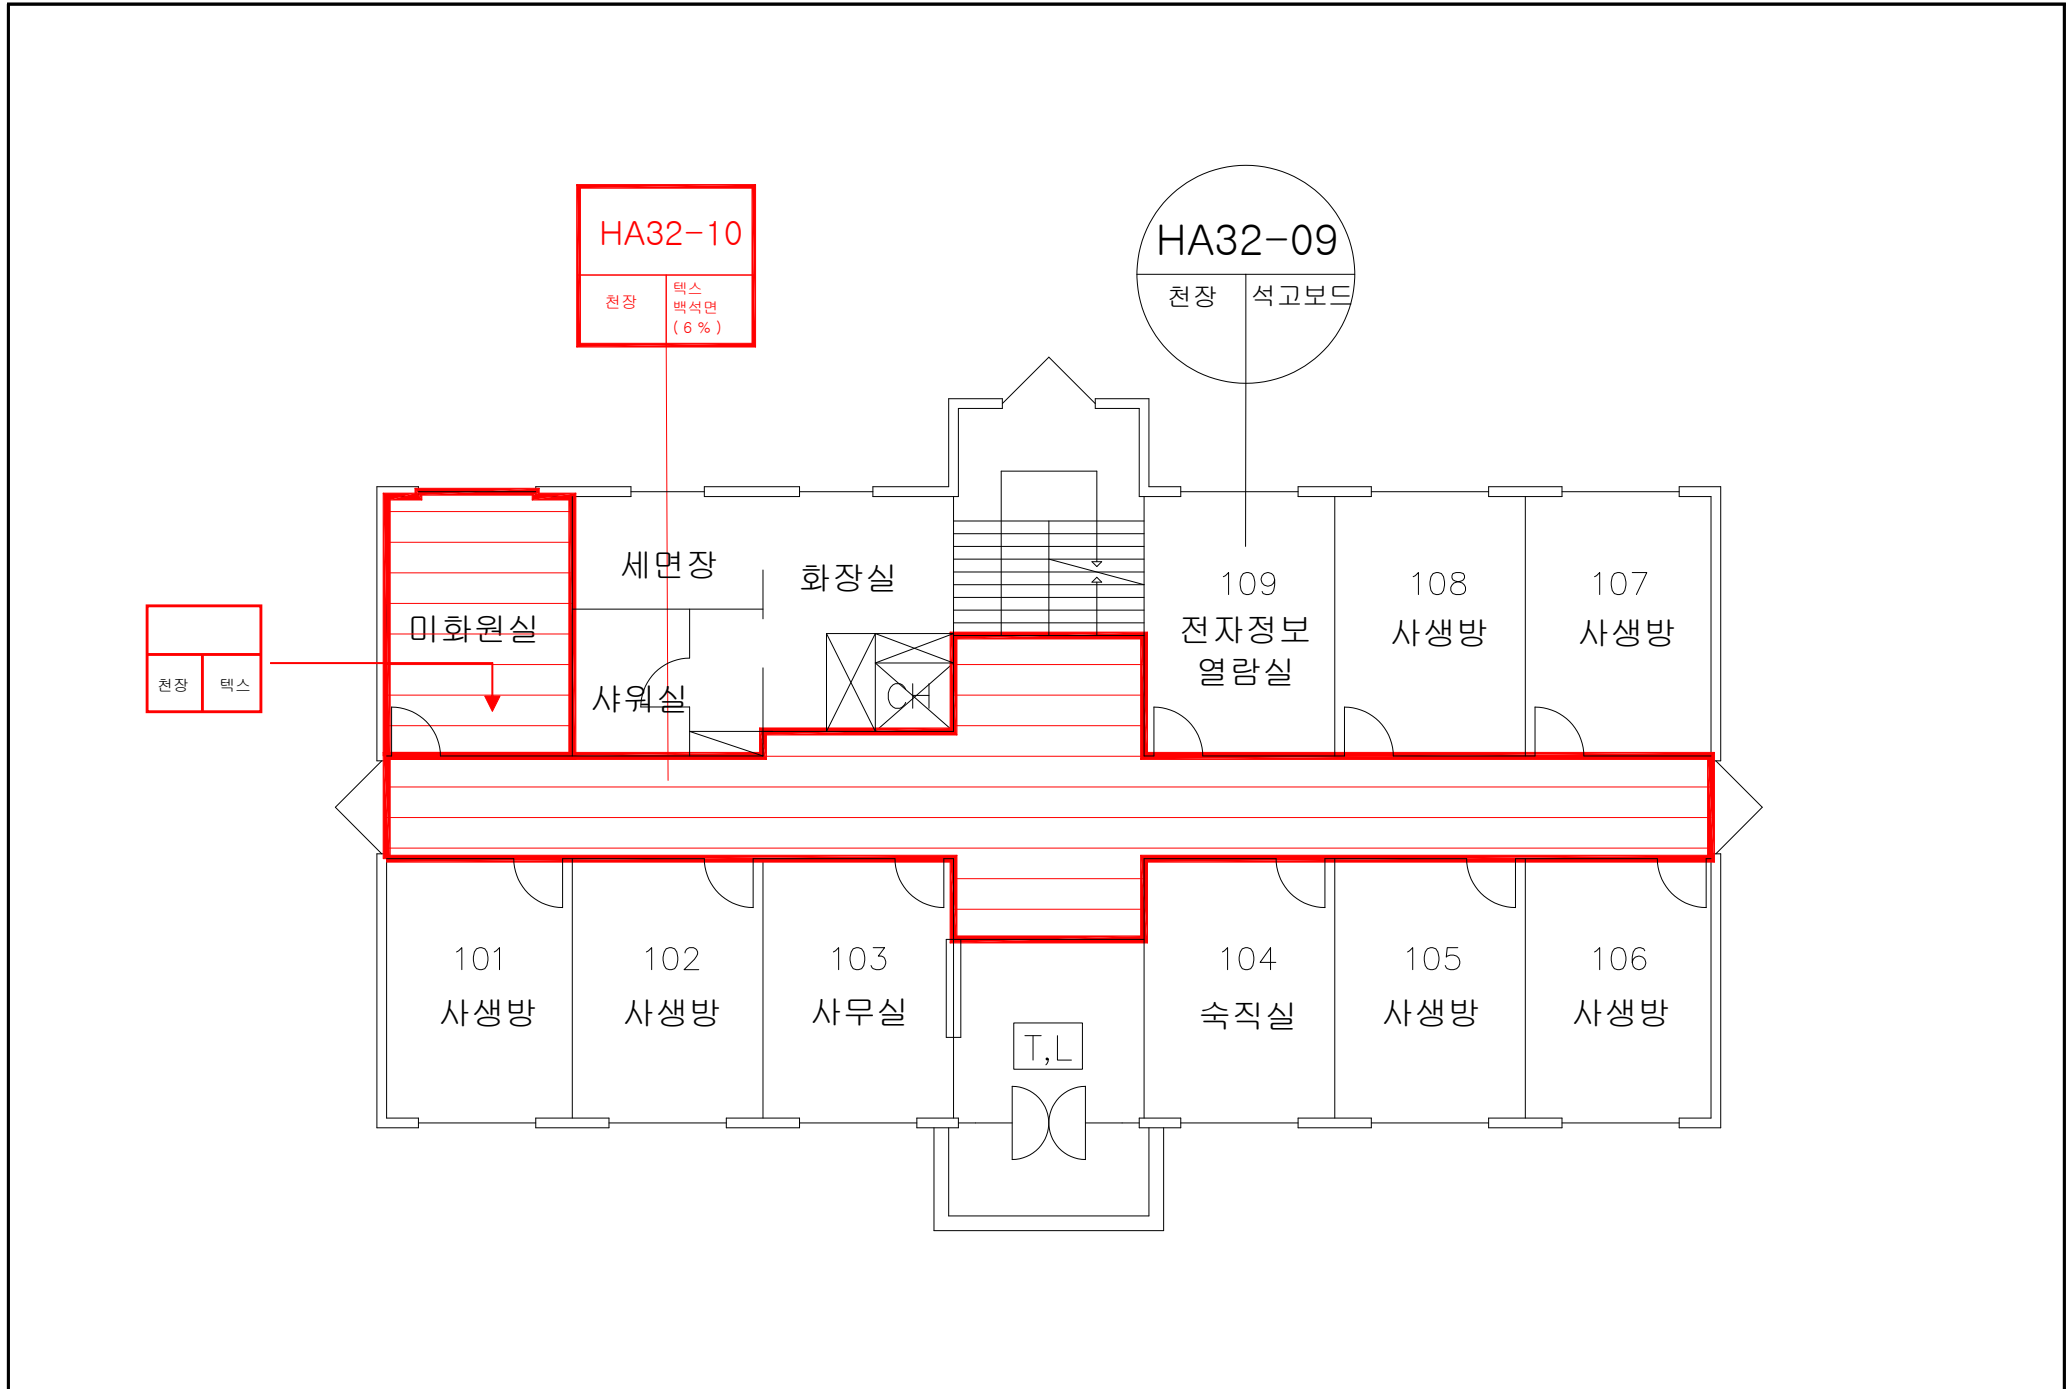 HA32-10
천장
텍스
백석면
(6%)
HA32-09
천장
석고보드
세면장
화장실
109
전자정보
열람실
108
사생방
107
사생방
미화원실
천장
텍스
샤워실
CH
101
사생방
102
사생방
103
사무실
104
숙직실
105
사생방
106
사생방
T,L